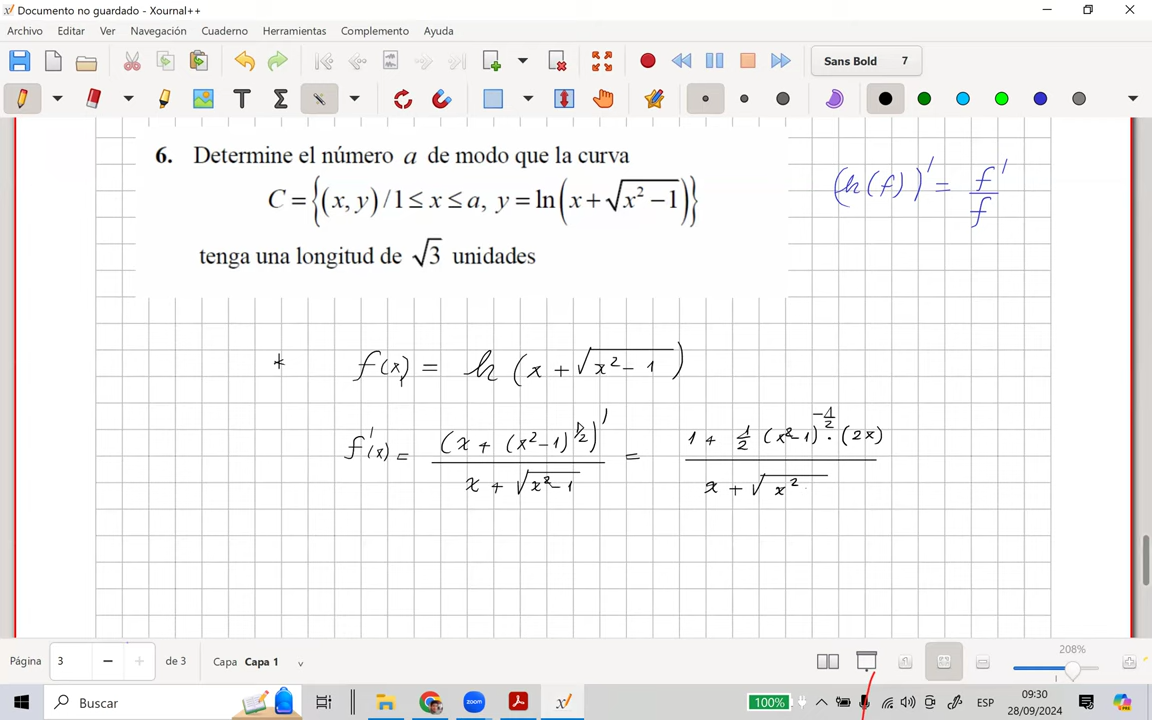 Documento no guardado - Xournal++
Archivo Editar Ver Navegación Cuaderno Herramientas Complemento Ayuda
Sans Bold 7
6. Determine el número a de modo que la curva
C = {(x, y) / 1 ≤ x ≤ a, y = ln(x + √(x² − 1))}
tenga una longitud de √3 unidades
(ln(f))' = f'/f
* f(x) = ln (x + √(x² − 1))
f'(x) = (x + (x² − 1)^(1/2))' / (x + √(x² − 1)) = (1 + 1/2 (x² − 1)^(−1/2) · (2x)) / (x + √(x²
Página 3 de 3 Capa Capa 1 208%
Buscar 100% ESP 09:30
28/09/2024
zoom